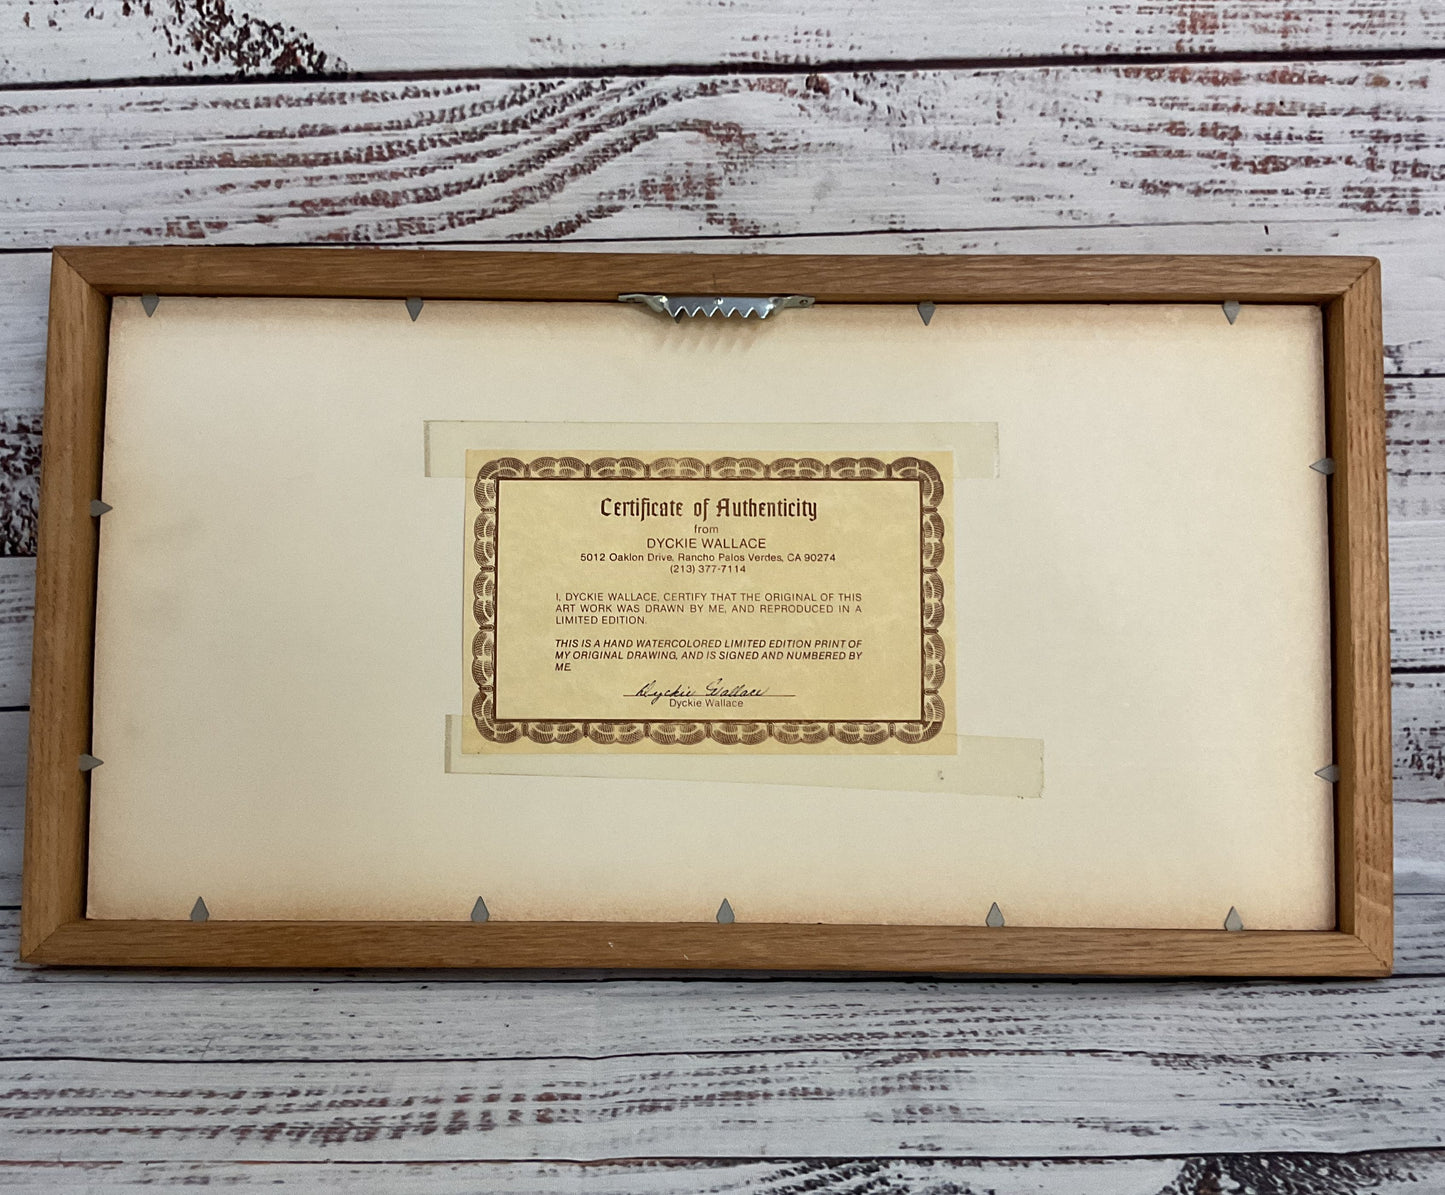 Certificate of Authenticity
from
DYCKIE WALLACE
5012 Oaklon Drive, Rancho Palos Verdes, CA 90274
(213) 377-7114
I, DYCKIE WALLACE, CERTIFY THAT THE ORIGINAL OF THIS
ART WORK WAS DRAWN BY ME, AND REPRODUCED IN A
LIMITED EDITION.
THIS IS A HAND WATERCOLORED LIMITED EDITION PRINT OF
MY ORIGINAL DRAWING, AND IS SIGNED AND NUMBERED BY
ME.
Dyckie Wallace
Dyckie Wallace